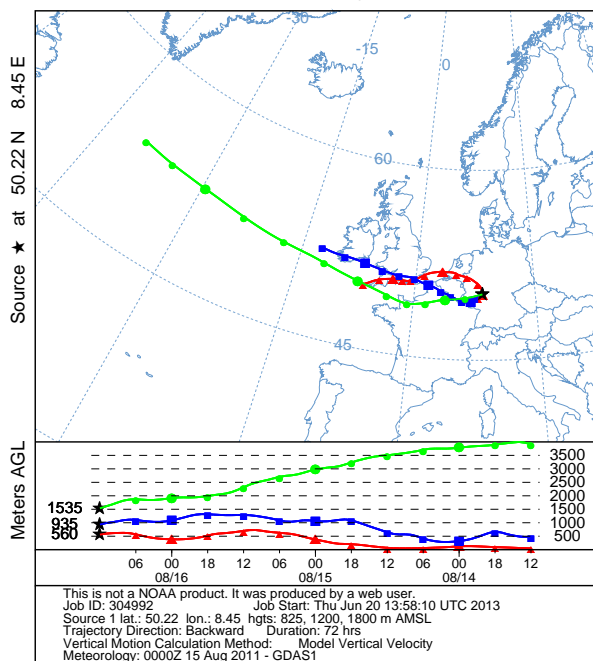 Source ★ at 50.22 N 8.45 E
-30
-15
0
60
45
Meters AGL
1535
935
560
3500
3000
2500
2000
1500
1000
500
06 00 18 12 06 00 18 12 06 00 18 12
08/16 08/15 08/14
This is not a NOAA product. It was produced by a web user.
Job ID: 304992 Job Start: Thu Jun 20 13:58:10 UTC 2013
Source 1 lat.: 50.22 lon.: 8.45 hgts: 825, 1200, 1800 m AMSL
Trajectory Direction: Backward Duration: 72 hrs
Vertical Motion Calculation Method: Model Vertical Velocity
Meteorology: 0000Z 15 Aug 2011 - GDAS1